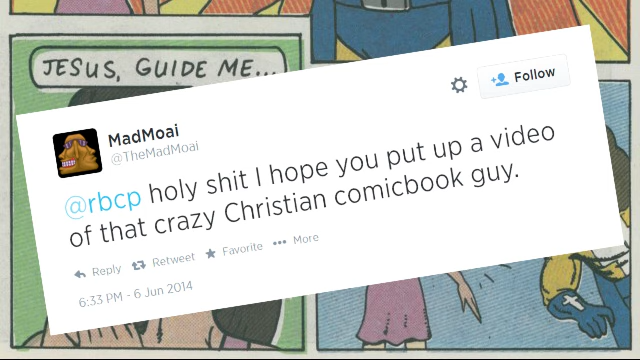 JESUS, GUIDE ME...
Follow
MadMoai
@TheMadMoai
@rbcp holy shit I hope you put up a video
of that crazy Christian comicbook guy.
Reply Retweet Favorite More
6:33 PM - 6 Jun 2014